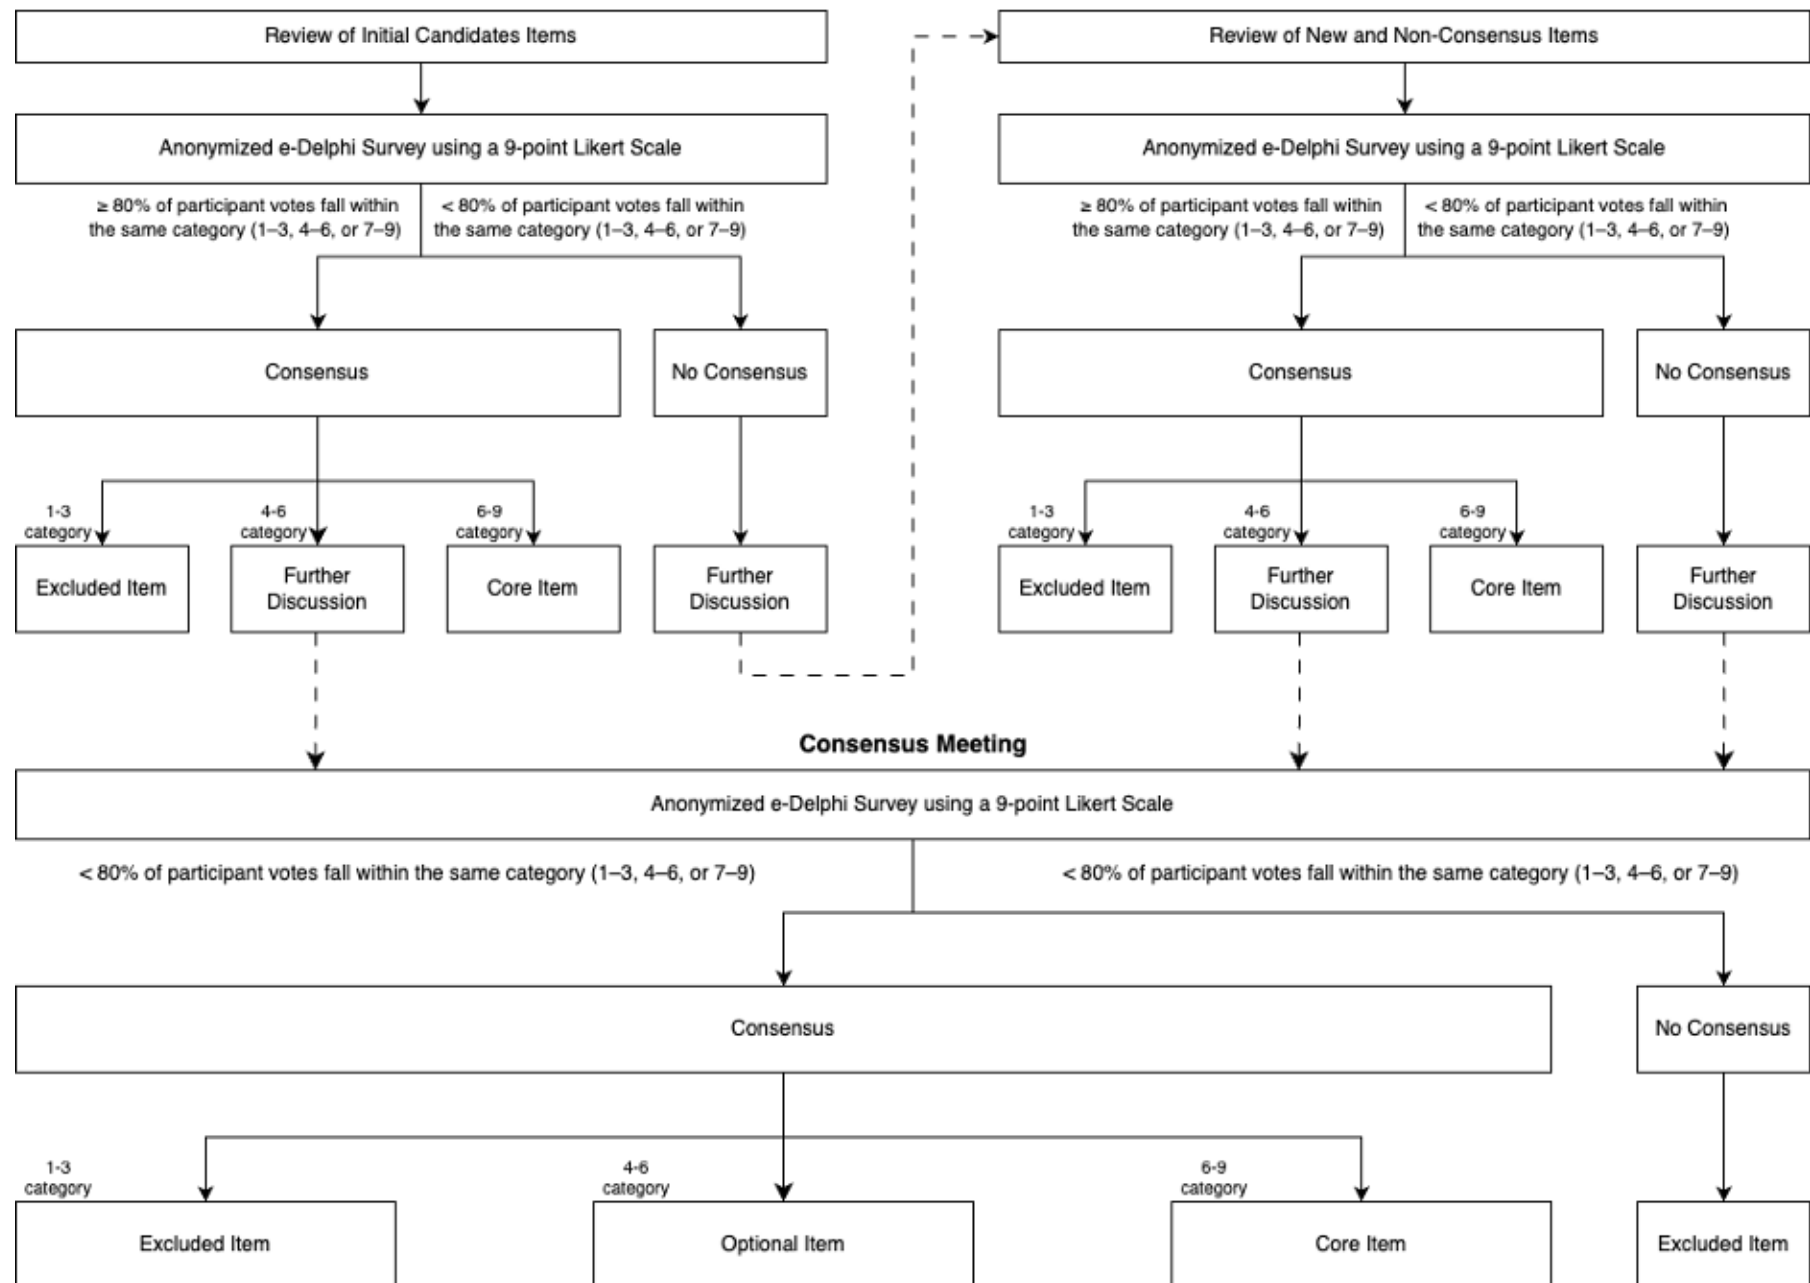 Review of Initial Candidates Items
Anonymized e-Delphi Survey using a 9-point Likert Scale
≥ 80% of participant votes fall within
the same category (1–3, 4–6, or 7–9)
< 80% of participant votes fall within
the same category (1–3, 4–6, or 7–9)
Consensus
No Consensus
1-3
category
4-6
category
6-9
category
Excluded Item
Further
Discussion
Core Item
Further
Discussion
Review of New and Non-Consensus Items
Anonymized e-Delphi Survey using a 9-point Likert Scale
≥ 80% of participant votes fall within
the same category (1–3, 4–6, or 7–9)
< 80% of participant votes fall within
the same category (1–3, 4–6, or 7–9)
Consensus
No Consensus
1-3
category
4-6
category
6-9
category
Excluded Item
Further
Discussion
Core Item
Further
Discussion
Consensus Meeting
Anonymized e-Delphi Survey using a 9-point Likert Scale
< 80% of participant votes fall within the same category (1–3, 4–6, or 7–9)
< 80% of participant votes fall within the same category (1–3, 4–6, or 7–9)
Consensus
No Consensus
1-3
category
4-6
category
6-9
category
Excluded Item
Optional Item
Core Item
Excluded Item